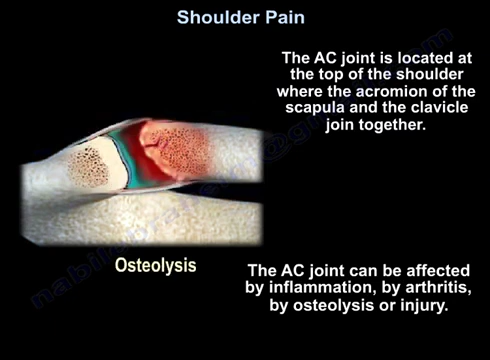 Shoulder Pain
The AC joint is located at
the top of the shoulder
where the acromion of the
scapula and the clavicle
join together.
Osteolysis
The AC joint can be affected
by inflammation, by arthritis,
by osteolysis or injury.